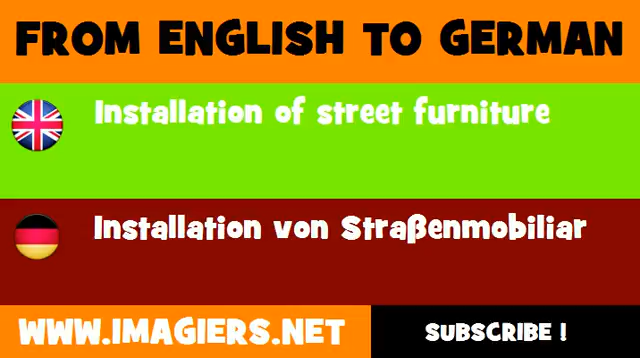 FROM ENGLISH TO GERMAN
Installation of street furniture
Installation von Straßenmobiliar
WWW.IMAGIERS.NET
SUBSCRIBE !